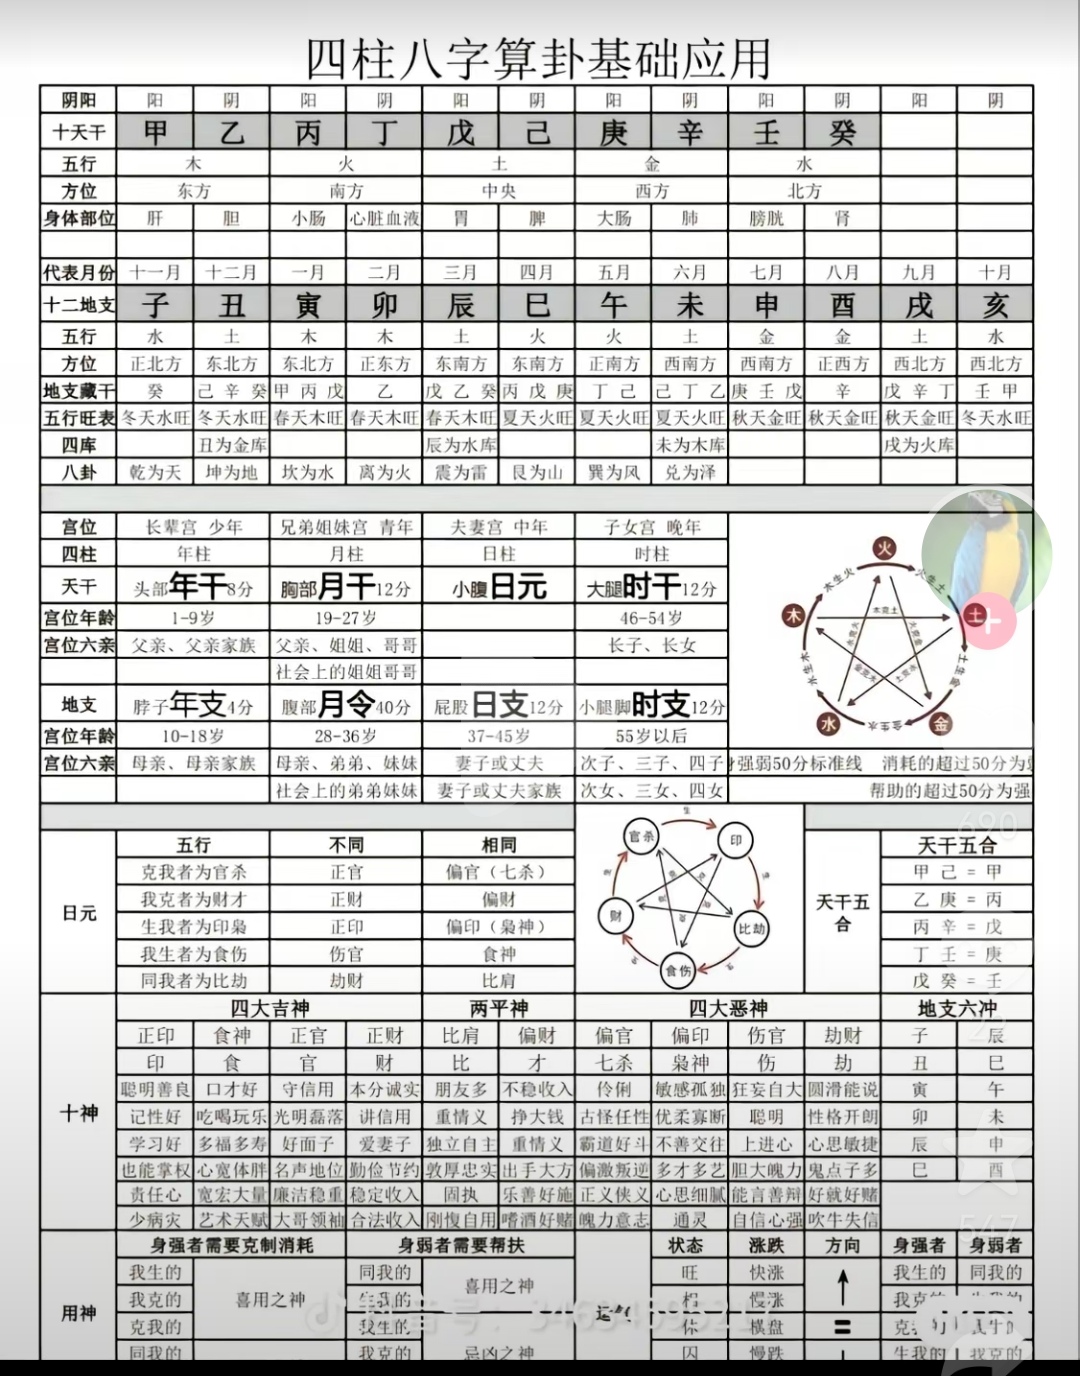 四柱八字算卦基础应用
阴阳 阳 阴 阳 阴 阳 阴 阳 阴 阳 阴 阳 阴
十天干 甲 乙 丙 丁 戊 己 庚 辛 壬 癸
五行 木 火 土 金 水
方位 东方 南方 中央 西方 北方
身体部位 肝 胆 小肠 心脏血液 胃 脾 大肠 肺 膀胱 肾
代表月份 十一月 十二月 一月 二月 三月 四月 五月 六月 七月 八月 九月 十月
十二地支 子 丑 寅 卯 辰 巳 午 未 申 酉 戌 亥
五行 水 土 木 木 土 火 火 土 金 金 土 水
方位 正北方 东北方 东北方 正东方 东南方 东南方 正南方 西南方 西南方 正西方 西北方 西北方
地支藏干 癸 己 辛 癸 甲 丙 戊 乙 戊 乙 癸 丙 戊 庚 丁 己 己 丁 乙 庚 壬 戊 辛 戊 辛 丁 壬 甲
五行旺表 冬天水旺 冬天水旺 春天木旺 春天木旺 春天木旺 夏天火旺 夏天火旺 夏天火旺 秋天金旺 秋天金旺 秋天金旺 冬天水旺
四库 丑为金库 辰为水库 未为木库 戌为火库
八卦 乾为天 坤为地 坎为水 离为火 震为雷 艮为山 巽为风 兑为泽
宫位 长辈宫 少年 兄弟姐妹宫 青年 夫妻宫 中年 子女宫 晚年
四柱 年柱 月柱 日柱 时柱
天干 头部年干8分 胸部月干12分 小腹日元 大腿时干12分
宫位年龄 1-9岁 19-27岁 46-54岁
宫位六亲 父亲、父亲家族 父亲、姐姐、哥哥 长子、长女
社会上的姐姐哥哥
地支 脖子年支4分 腹部月令40分 屁股日支12分 小腿脚时支12分
宫位年龄 10-18岁 28-36岁 37-45岁 55岁以后
宫位六亲 母亲、母亲家族 母亲、弟弟、妹妹 妻子或丈夫 次子、三子、四子
社会上的弟弟妹妹 妻子或丈夫家族 次女、三女、四女
火
木生火
火生土
木
土
木克土
水克火
火克金
金克木
土克水
水生木
土生金
水
金
金生水
身强弱50分标准线 消耗的超过50分为
帮助的超过50分为强
日元
五行 不同 相同
克我者为官杀 正官 偏官（七杀）
我克者为财才 正财 偏财
生我者为印枭 正印 偏印（枭神）
我生者为食伤 伤官 食神
同我者为比劫 劫财 比肩
官杀
印
比劫
食伤
财
生
天干五合
天干五合
甲 己 = 甲
乙 庚 = 丙
丙 辛 = 戊
丁 壬 = 庚
戊 癸 = 壬
十神
四大吉神 两平神 四大恶神 地支六冲
正印 食神 正官 正财 比肩 偏财 偏官 偏印 伤官 劫财 子 辰
印 食 官 财 比 才 七杀 枭神 伤 劫 丑 巳
聪明善良 口才好 守信用 本分诚实 朋友多 不稳收入 伶俐 敏感孤独 狂妄自大 圆滑能说 寅 午
记性好 吃喝玩乐 光明磊落 讲信用 重情义 挣大钱 古怪任性 优柔寡断 聪明 性格开朗 卯 未
学习好 多福多寿 好面子 爱妻子 独立自主 重情义 霸道好斗 不善交往 上进心 心思敏捷 辰 申
也能掌权 心宽体胖 名声地位 勤俭节约 敦厚忠实 出手大方 偏激叛逆 多才多艺 胆大魄力 鬼点子多 巳 酉
责任心 宽宏大量 廉洁稳重 稳定收入 固执 乐善好施 正义侠义 心思细腻 能言善辩 好就好赌
少病灾 艺术天赋 大哥领袖 合法收入 刚愎自用 嗜酒好赌 魄力意志 通灵 自信心强 吹牛失信
用神
身强者需要克制消耗 身弱者需要帮扶 状态 涨跌 方向 身强者 身弱者
我生的 喜用之神 同我的 喜用之神 旺 快涨 我生的 同我的
我克的 生我的 运气 相 慢涨 我克的 生我的
克我的 我生的 休 横盘 = 克我的 我生的
同我的 我克的 忌凶之神 囚 慢跌 生我的 我克的
690
547